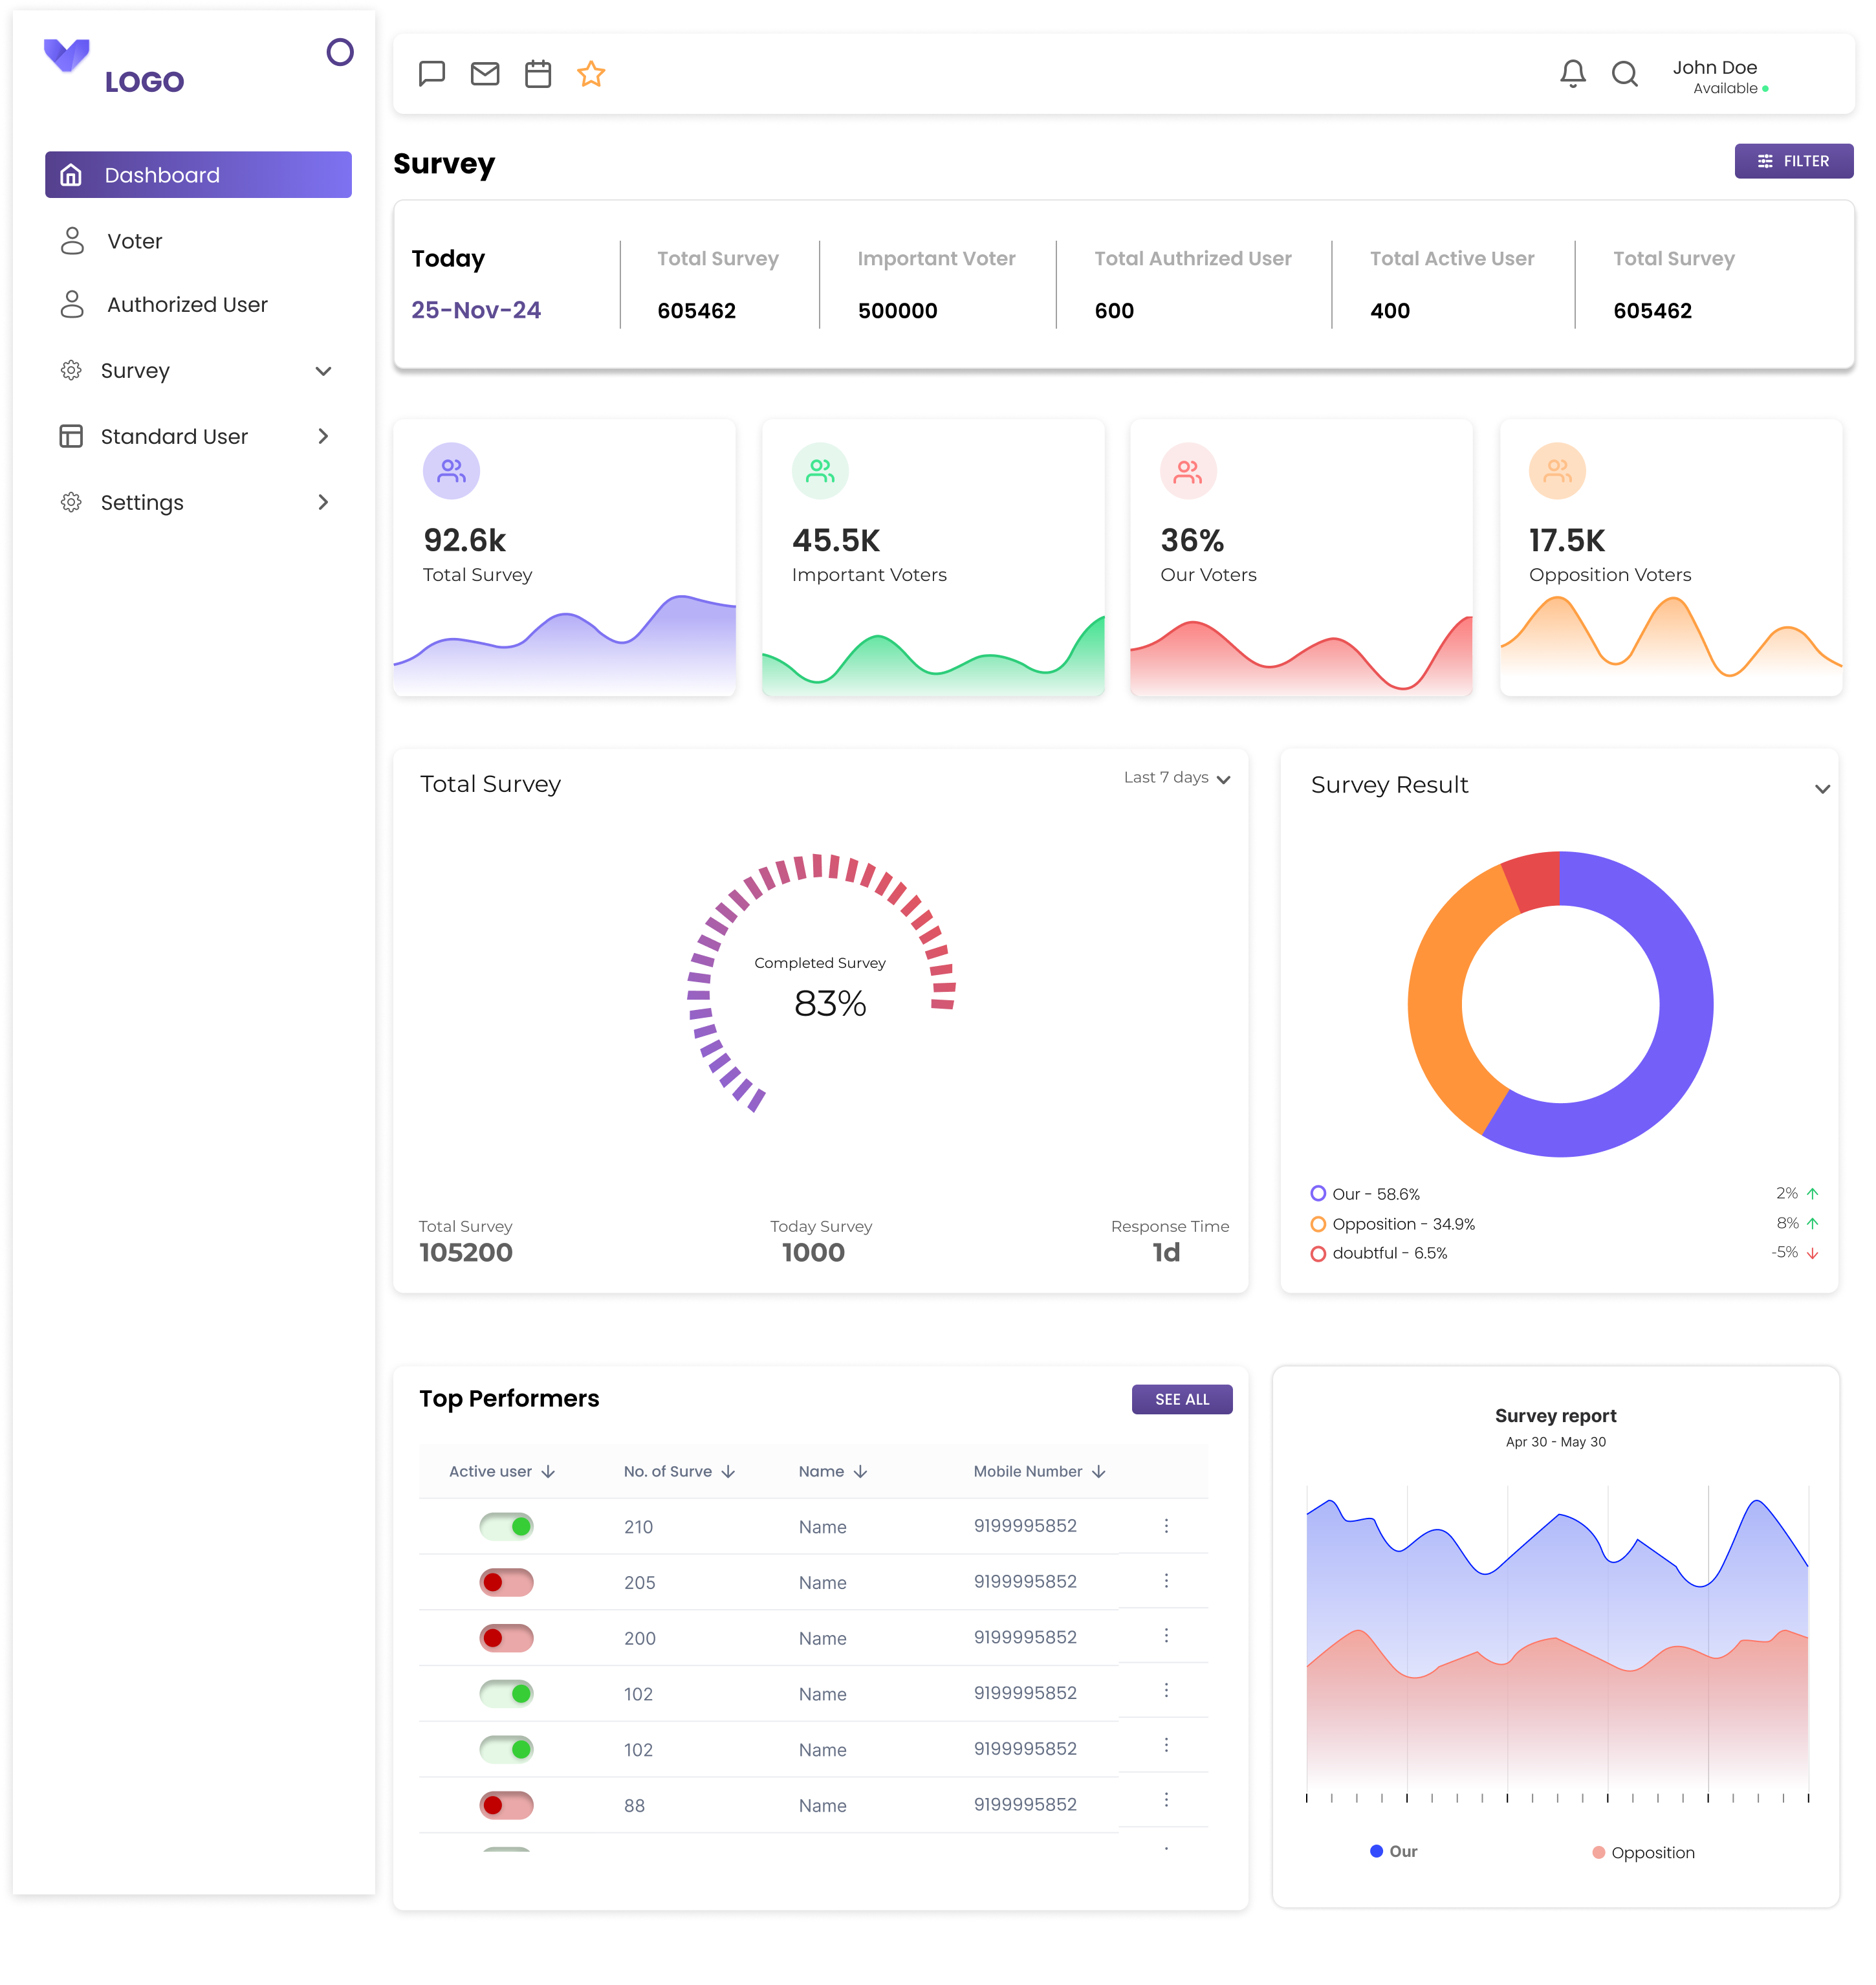 LOGO
Dashboard
Voter
Authorized User
Survey
Standard User
Settings
John Doe
Available
Survey
FILTER
Today
25-Nov-24
Total Survey
605462
Important Voter
500000
Total Authrized User
600
Total Active User
400
Total Survey
605462
92.6k
Total Survey
45.5K
Important Voters
36%
Our Voters
17.5K
Opposition Voters
Total Survey
Last 7 days
Completed Survey
83%
Total Survey
105200
Today Survey
1000
Response Time
1d
Survey Result
Our - 58.6%
2%
Opposition - 34.9%
8%
doubtful - 6.5%
-5%
Top Performers
SEE ALL
Active user No. of Surve Name Mobile Number
210 Name 9199995852
205 Name 9199995852
200 Name 9199995852
102 Name 9199995852
102 Name 9199995852
88 Name 9199995852
Survey report
Apr 30 - May 30
Our
Opposition